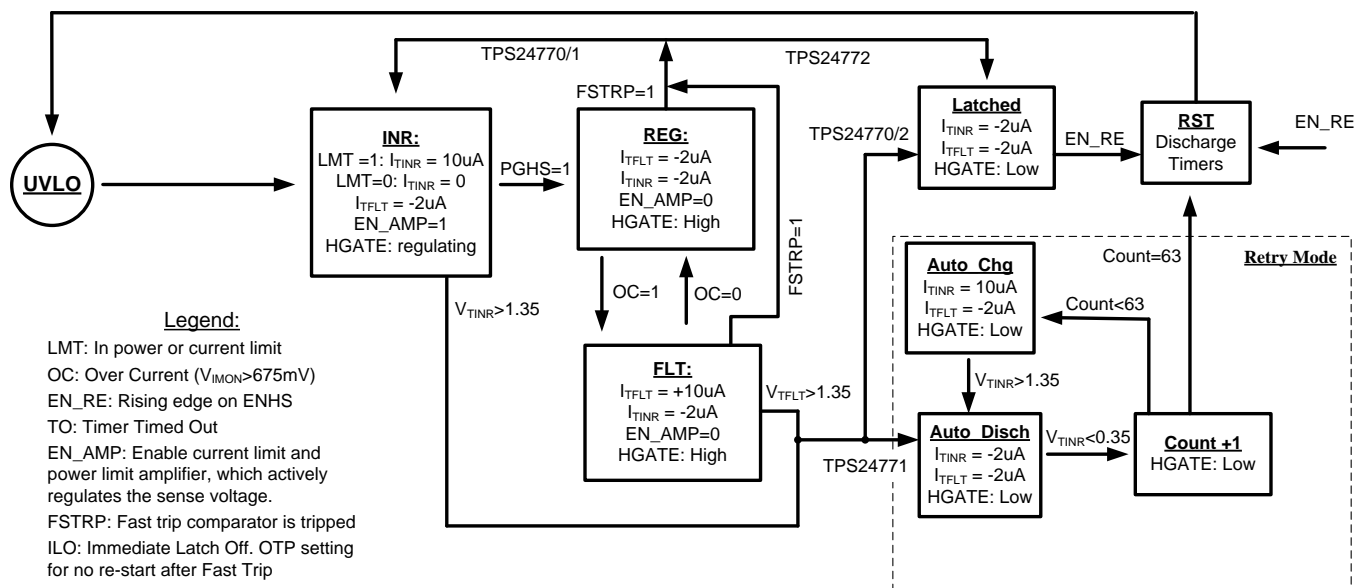 TPS24770/1
TPS24772
FSTRP=1
UVLO
INR:
LMT =1: ITINR = 10uA
LMT=0: ITINR = 0
ITFLT = -2uA
EN_AMP=1
HGATE: regulating
PGHS=1
REG:
ITFLT = -2uA
ITINR = -2uA
EN_AMP=0
HGATE: High
FSTRP=1
TPS24770/2
Latched
ITINR = -2uA
ITFLT = -2uA
HGATE: Low
EN_RE
RST
Discharge
Timers
EN_RE
OC=1
OC=0
VTINR>1.35
FLT:
ITFLT = +10uA
ITINR = -2uA
EN_AMP=0
HGATE: High
VTFLT>1.35
TPS24771
Retry Mode
Auto Chg
ITINR = 10uA
ITFLT = -2uA
HGATE: Low
Count<63
Count=63
VTINR>1.35
Auto Disch
ITINR = -2uA
ITFLT = -2uA
HGATE: Low
VTINR<0.35
Count +1
HGATE: Low
Legend:
LMT: In power or current limit
OC: Over Current (VIMON>675mV)
EN_RE: Rising edge on ENHS
TO: Timer Timed Out
EN_AMP: Enable current limit and
power limit amplifier, which actively
regulates the sense voltage.
FSTRP: Fast trip comparator is tripped
ILO: Immediate Latch Off. OTP setting
for no re-start after Fast Trip